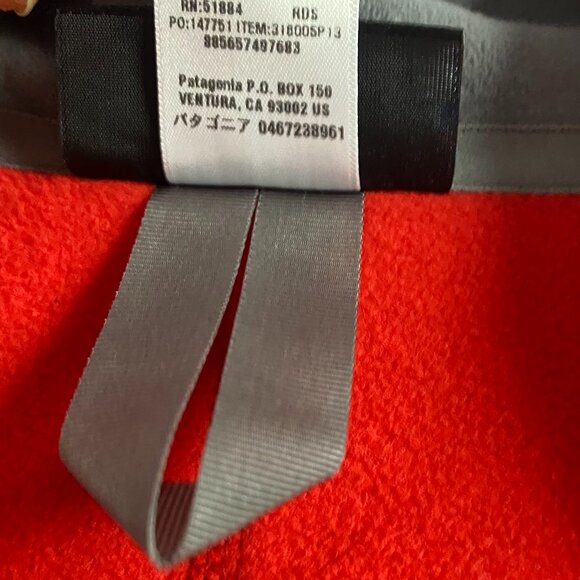 RN:51884 RDS
PO:147751 ITEM:31800SP13
885657497683
Patagonia P.O. BOX 150
VENTURA, CA 93002 US
パタゴニア 0467238961